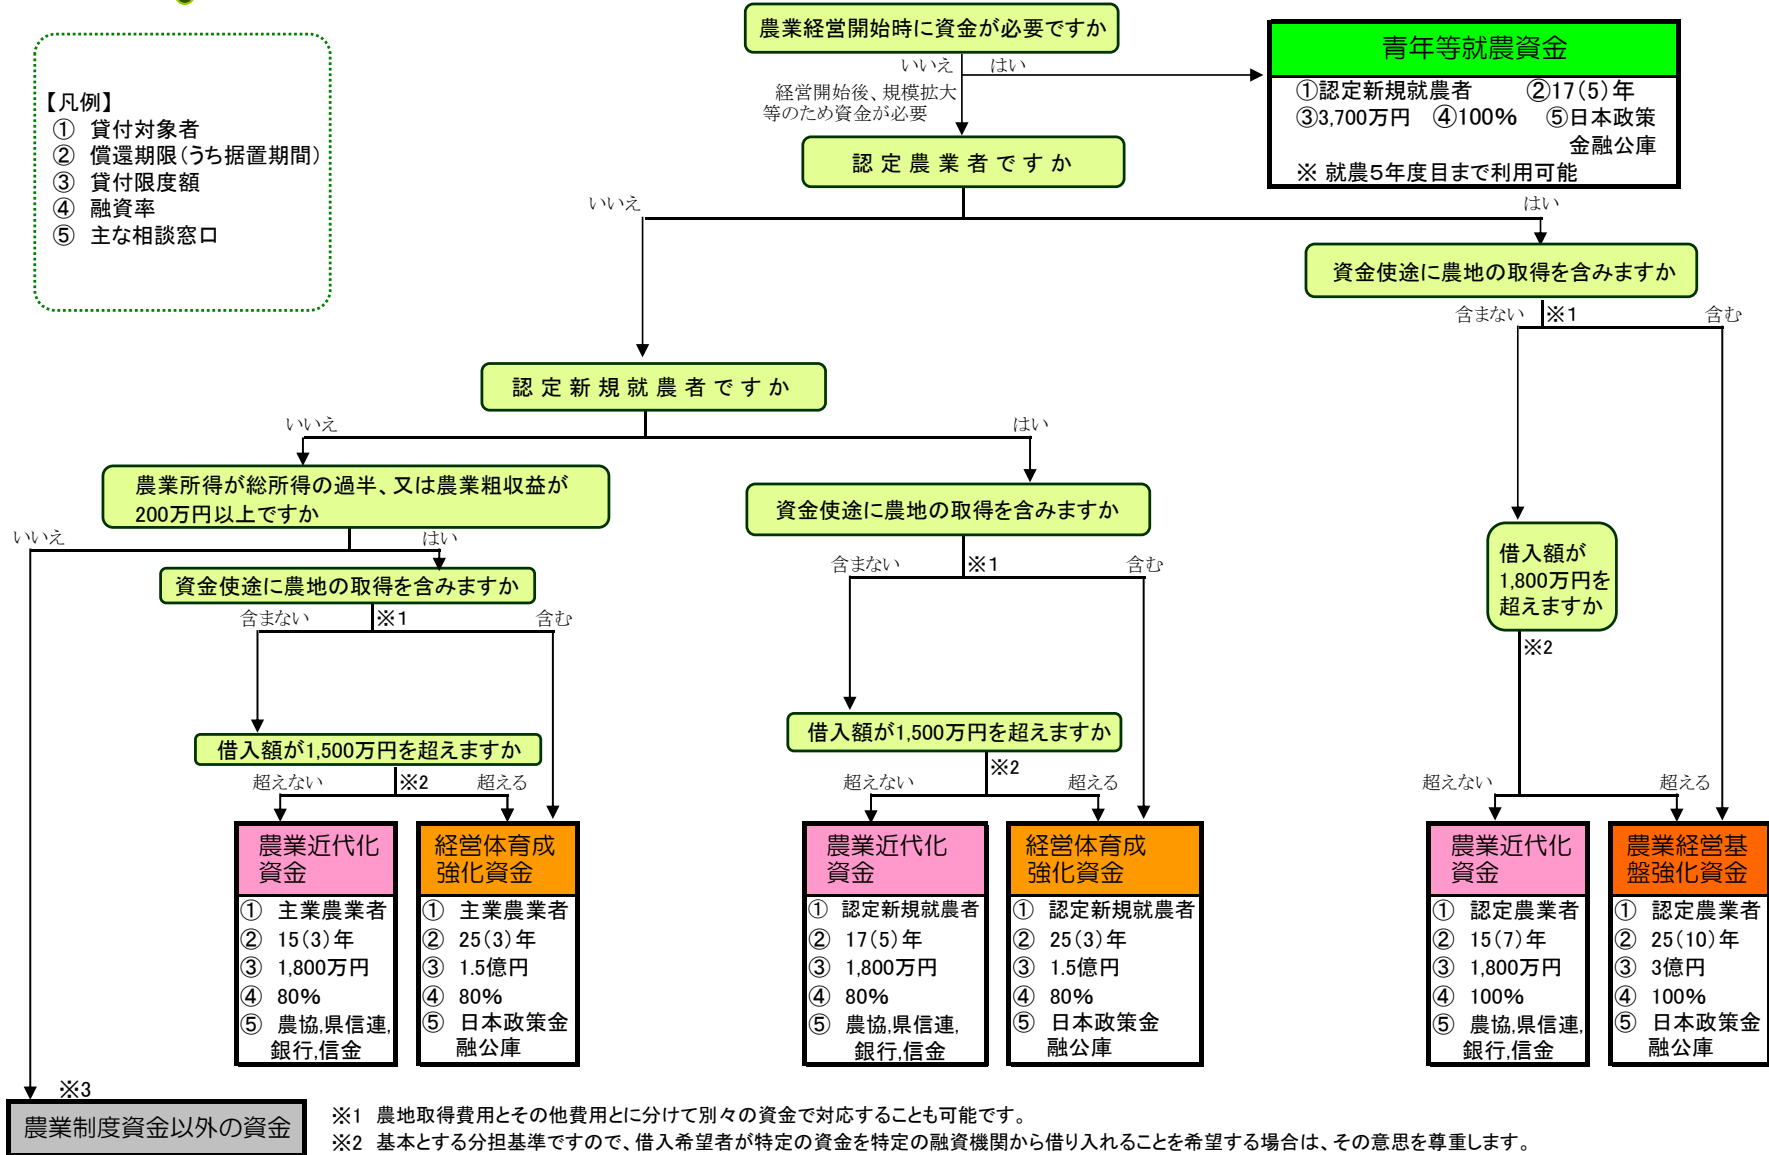 農業経営開始時に資金が必要ですか
いいえ
はい
経営開始後、規模拡大
等のため資金が必要
青年等就農資金
①認定新規就農者 ②17(5)年
③3,700万円 ④100% ⑤日本政策
金融公庫
※ 就農5年度目まで利用可能
【凡例】
① 貸付対象者
② 償還期限(うち据置期間)
③ 貸付限度額
④ 融資率
⑤ 主な相談窓口
認定農業者ですか
いいえ
はい
資金使途に農地の取得を含みますか
含まない
※1
含む
認定新規就農者ですか
いいえ
はい
農業所得が総所得の過半、又は農業粗収益が
200万円以上ですか
いいえ
はい
資金使途に農地の取得を含みますか
含まない
※1
含む
資金使途に農地の取得を含みますか
含まない
※1
含む
借入額が
1,800万円を
超えますか
※2
借入額が1,500万円を超えますか
超えない
※2
超える
借入額が1,500万円を超えますか
超えない
※2
超える
超えない
超える
農業近代化
資金
① 主業農業者
② 15(3)年
③ 1,800万円
④ 80%
⑤ 農協,県信連,
銀行,信金
経営体育成
強化資金
① 主業農業者
② 25(3)年
③ 1.5億円
④ 80%
⑤ 日本政策金
融公庫
農業近代化
資金
① 認定新規就農者
② 17(5)年
③ 1,800万円
④ 80%
⑤ 農協,県信連,
銀行,信金
経営体育成
強化資金
① 認定新規就農者
② 25(3)年
③ 1.5億円
④ 80%
⑤ 日本政策金
融公庫
農業近代化
資金
① 認定農業者
② 15(7)年
③ 1,800万円
④ 100%
⑤ 農協,県信連,
銀行,信金
農業経営基
盤強化資金
① 認定農業者
② 25(10)年
③ 3億円
④ 100%
⑤ 日本政策金
融公庫
※3
農業制度資金以外の資金
※1 農地取得費用とその他費用とに分けて別々の資金で対応することも可能です。
※2 基本とする分担基準ですので、借入希望者が特定の資金を特定の融資機関から借り入れることを希望する場合は、その意思を尊重します。